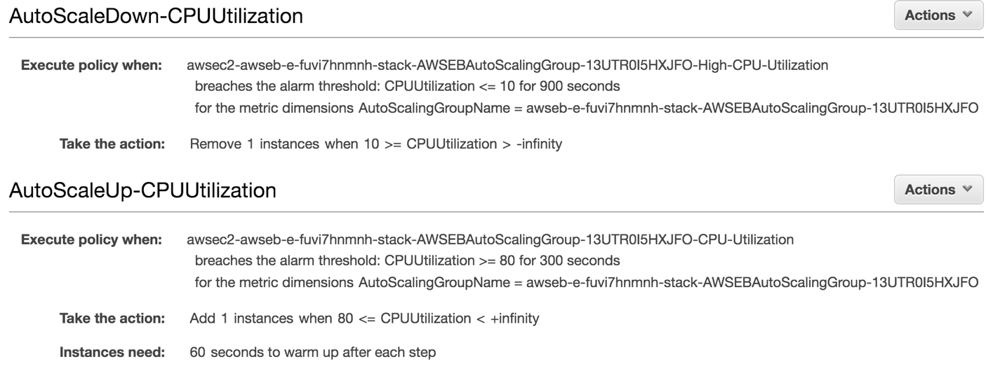 AutoScaleDown-CPUUtilization Actions
Execute policy when: awsec2-awseb-e-fuvi7hnmnh-stack-AWSEBAutoScalingGroup-13UTR0I5HXJFO-High-CPU-Utilization
breaches the alarm threshold: CPUUtilization <= 10 for 900 seconds
for the metric dimensions AutoScalingGroupName = awseb-e-fuvi7hnmnh-stack-AWSEBAutoScalingGroup-13UTR0I5HXJFO
Take the action: Remove 1 instances when 10 >= CPUUtilization > -infinity
AutoScaleUp-CPUUtilization Actions
Execute policy when: awsec2-awseb-e-fuvi7hnmnh-stack-AWSEBAutoScalingGroup-13UTR0I5HXJFO-CPU-Utilization
breaches the alarm threshold: CPUUtilization >= 80 for 300 seconds
for the metric dimensions AutoScalingGroupName = awseb-e-fuvi7hnmnh-stack-AWSEBAutoScalingGroup-13UTR0I5HXJFO
Take the action: Add 1 instances when 80 <= CPUUtilization < +infinity
Instances need: 60 seconds to warm up after each step